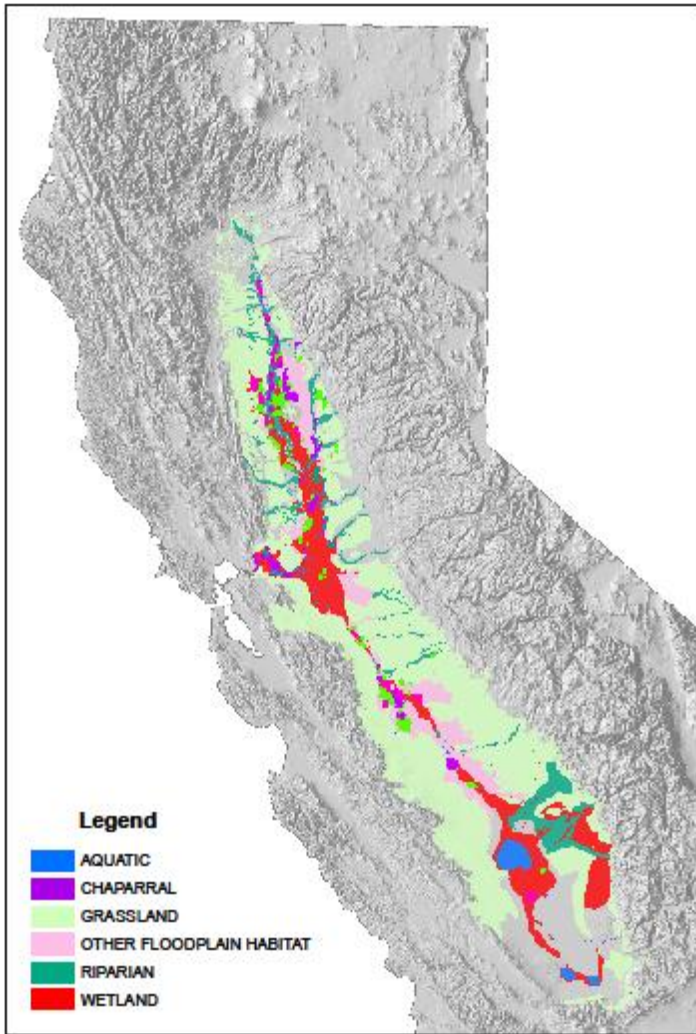 Legend
AQUATIC
CHAPARRAL
GRASSLAND
OTHER FLOODPLAIN HABITAT
RIPARIAN
WETLAND